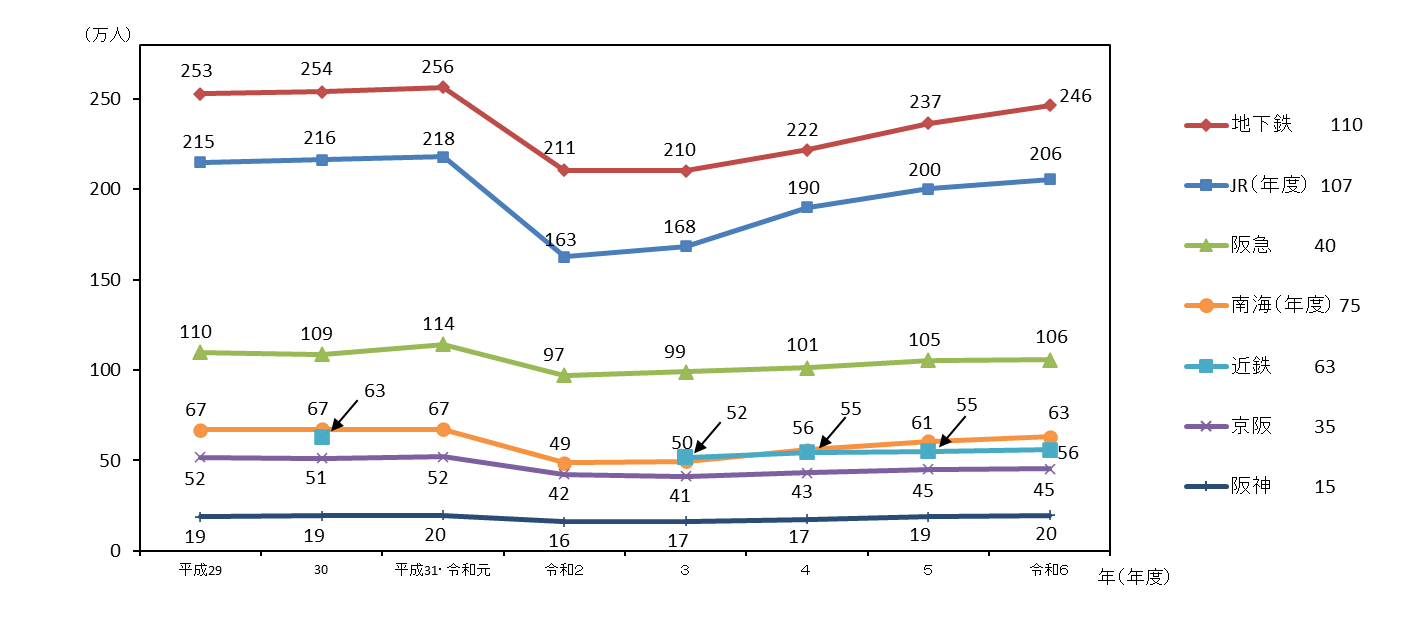 (万人)
250
200
150
100
50
0
253 254 256 211 210 222 237 246
215 216 218 163 168 190 200 206
110 109 114 97 99 101 105 106
63 52 55 55
67 67 67 49 50 56 61 63
56
52 51 52 42 41 43 45 45
19 19 20 16 17 17 19 20
平成29 30 平成31・令和元 令和2 3 4 5 令和6 年(年度)
地下鉄 110
JR(年度) 107
阪急 40
南海(年度) 75
近鉄 63
京阪 35
阪神 15